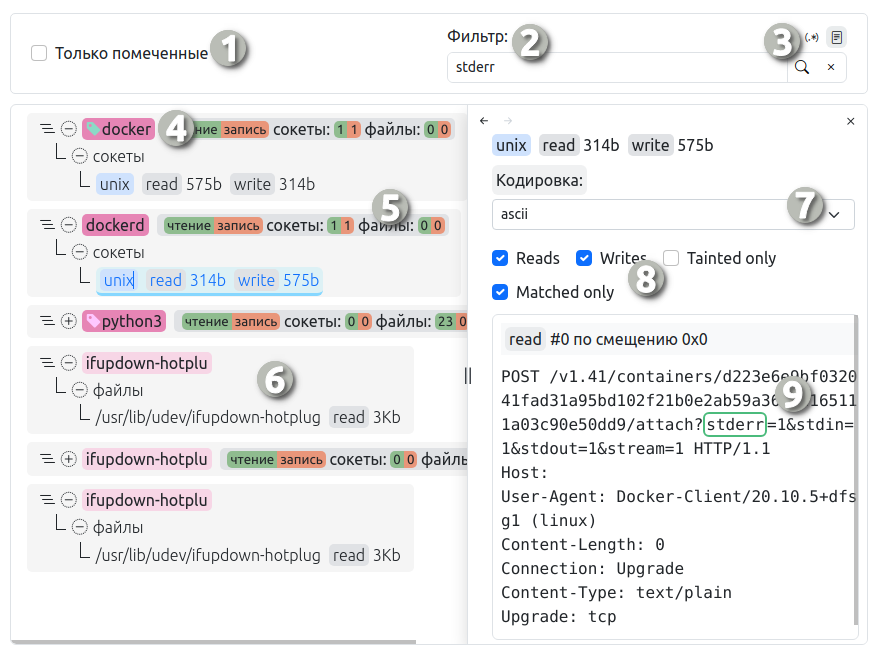 Только помеченные 1
Фильтр: 2
3 (.*)
stderr
docker 4 ние запись сокеты: 1 1 файлы: 0 0
сокеты
unix read 575b write 314b
5
dockerd чтение запись сокеты: 1 1 файлы: 0 0
сокеты
unix read 314b write 575b
python3 чтение запись сокеты: 0 0 файлы: 23 0
ifupdown-hotplu
6
файлы
/usr/lib/udev/ifupdown-hotplug read 3Kb
ifupdown-hotplu чтение запись сокеты: 0 0 файлы
ifupdown-hotplu
файлы
/usr/lib/udev/ifupdown-hotplug read 3Kb
unix read 314b write 575b
Кодировка:
ascii 7
Reads Writes Tainted only
8
Matched only
read #0 по смещению 0x0
POST /v1.41/containers/d223e6e9bf0320
41fad31a95bd102f21b0e2ab59a36 16511
9
1a03c90e50dd9/attach?stderr=1&stdin=
1&stdout=1&stream=1 HTTP/1.1
Host:
User-Agent: Docker-Client/20.10.5+dfs
g1 (linux)
Content-Length: 0
Connection: Upgrade
Content-Type: text/plain
Upgrade: tcp